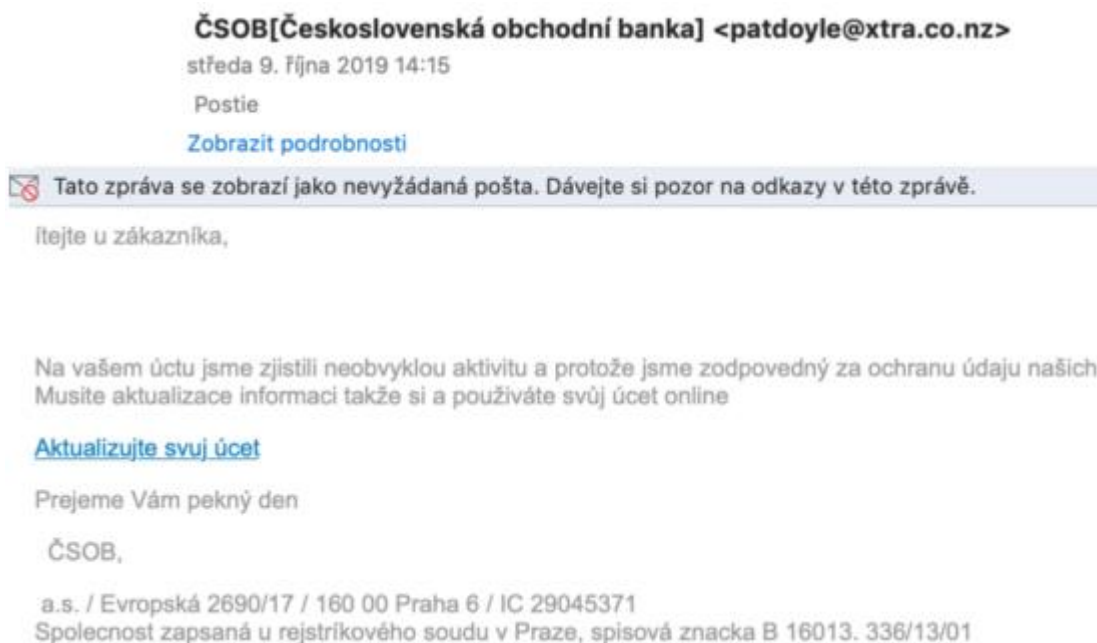 ČSOB[Československá obchodní banka] <patdoyle@xtra.co.nz>
středa 9. října 2019 14:15
Postie
Zobrazit podrobnosti
Tato zpráva se zobrazí jako nevyžádaná pošta. Dávejte si pozor na odkazy v této zprávě.
ítejte u zákazníka,
Na vašem úctu jsme zjistili neobvyklou aktivitu a protože jsme zodpovedný za ochranu údaju našich
Musite aktualizace informaci takže si a používáte svůj úcet online
Aktualizujte svuj úcet
Prejeme Vám pekný den
ČSOB,
a.s. / Evropská 2690/17 / 160 00 Praha 6 / IC 29045371
Spolecnost zapsaná u rejstríkového soudu v Praze, spisová znacka B 16013. 336/13/01